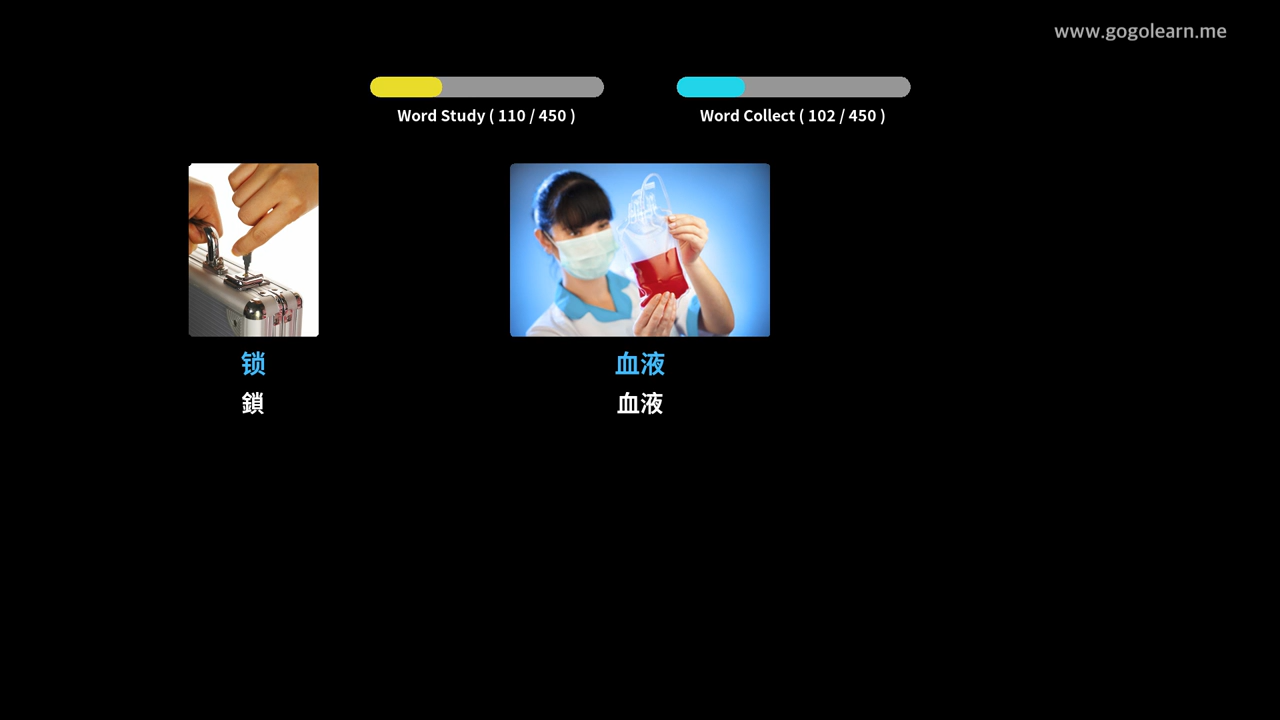 www.gogolearn.me
Word Study ( 110 / 450 )
Word Collect ( 102 / 450 )
锁
鎖
血液
血液